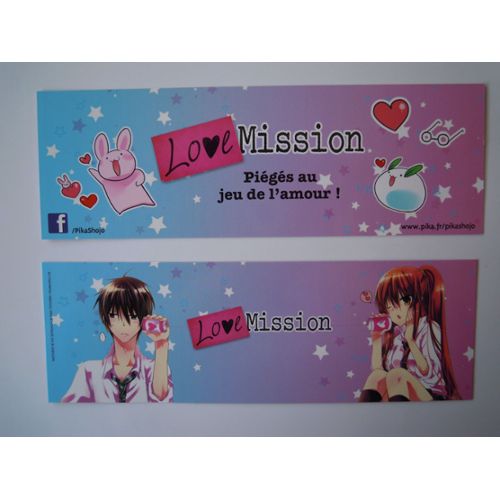 Love Mission
Piégés au
jeu de l'amour !
f /PikaShojo
www.pika.fr/pikashojo
Love Mission